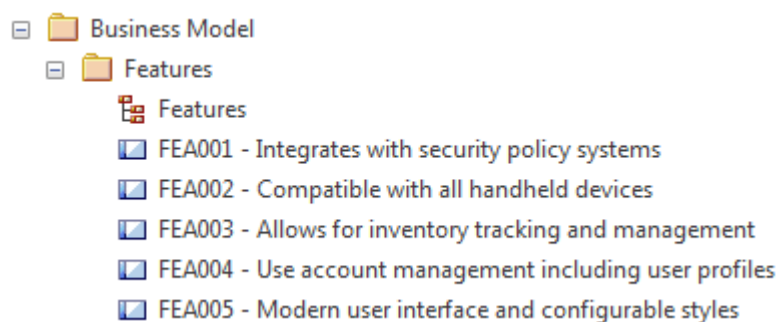 Business Model
Features
Features
FEA001 - Integrates with security policy systems
FEA002 - Compatible with all handheld devices
FEA003 - Allows for inventory tracking and management
FEA004 - Use account management including user profiles
FEA005 - Modern user interface and configurable styles